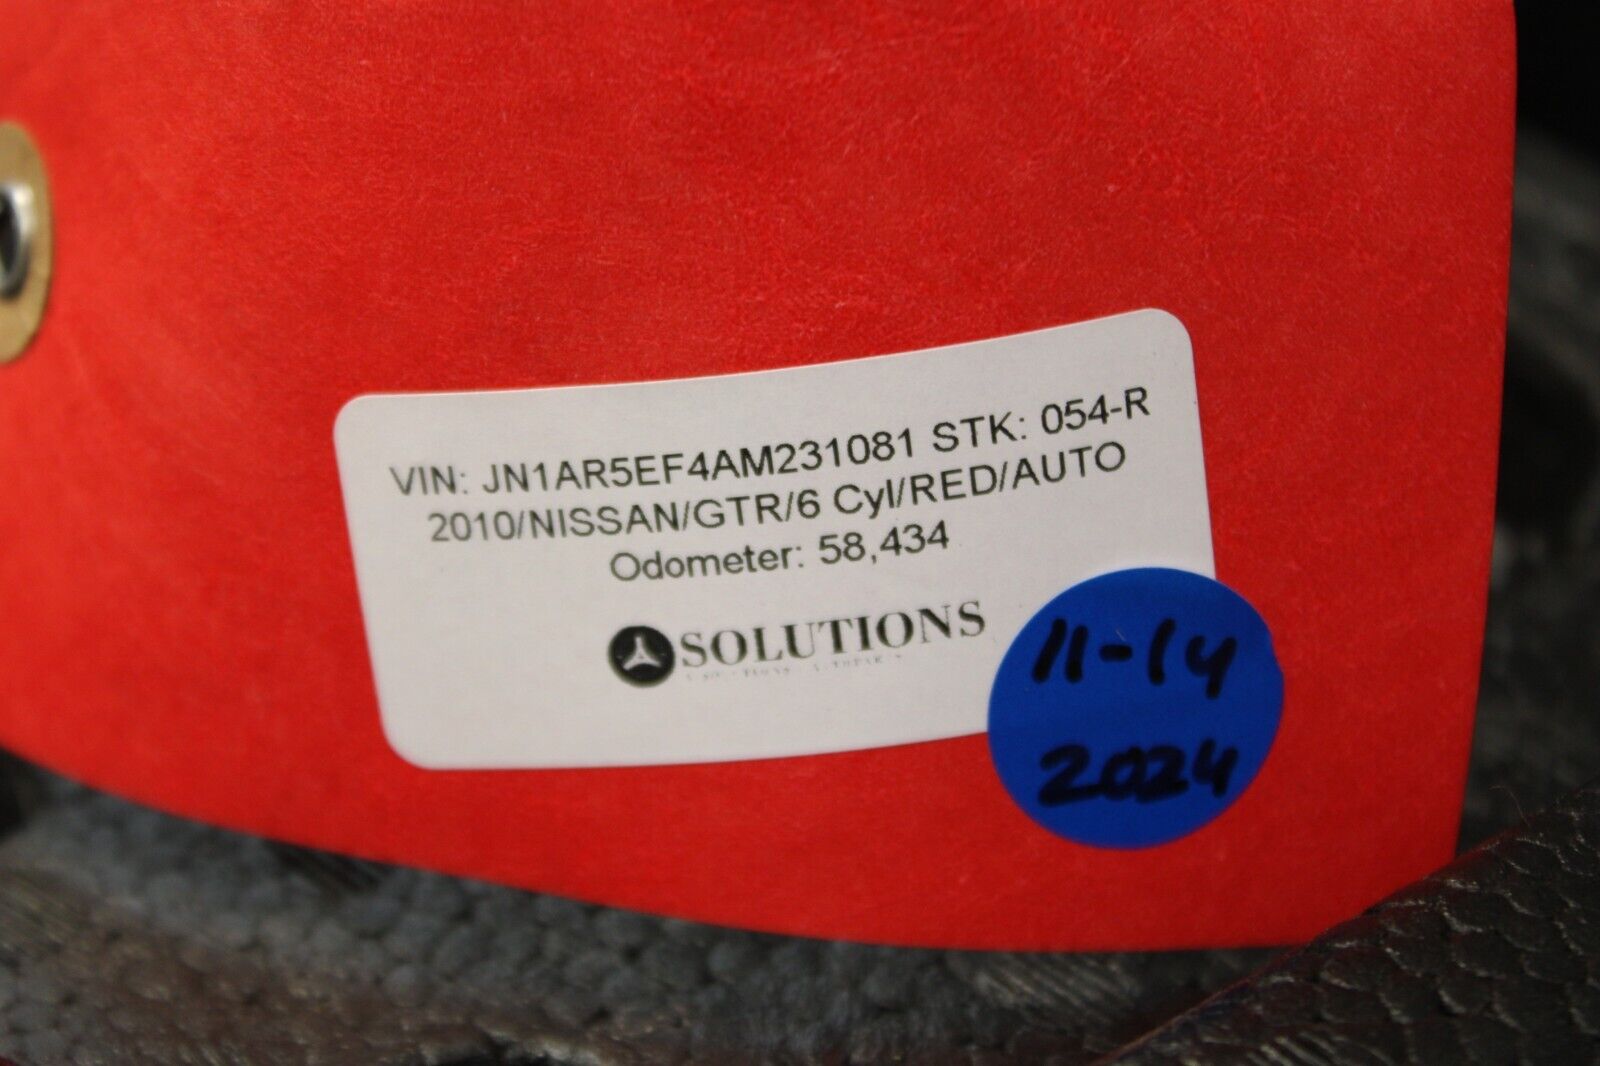 VIN: JN1AR5EF4AM231081 STK: 054-R
2010/NISSAN/GTR/6 Cyl/RED/AUTO
Odometer: 58,434
SOLUTIONS
11-14
2024